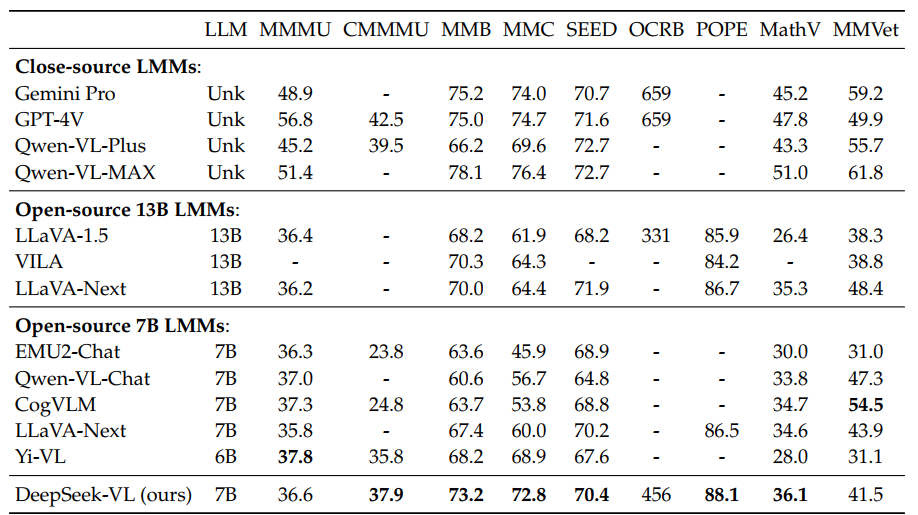 LLM MMMU CMMMU MMB MMC SEED OCRB POPE MathV MMVet
Close-source LMMs:
Gemini Pro Unk 48.9 - 75.2 74.0 70.7 659 - 45.2 59.2
GPT-4V Unk 56.8 42.5 75.0 74.7 71.6 659 - 47.8 49.9
Qwen-VL-Plus Unk 45.2 39.5 66.2 69.6 72.7 - - 43.3 55.7
Qwen-VL-MAX Unk 51.4 - 78.1 76.4 72.7 - - 51.0 61.8
Open-source 13B LMMs:
LLaVA-1.5 13B 36.4 - 68.2 61.9 68.2 331 85.9 26.4 38.3
VILA 13B - - 70.3 64.3 - - 84.2 - 38.8
LLaVA-Next 13B 36.2 - 70.0 64.4 71.9 - 86.7 35.3 48.4
Open-source 7B LMMs:
EMU2-Chat 7B 36.3 23.8 63.6 45.9 68.9 - - 30.0 31.0
Qwen-VL-Chat 7B 37.0 - 60.6 56.7 64.8 - - 33.8 47.3
CogVLM 7B 37.3 24.8 63.7 53.8 68.8 - - 34.7 54.5
LLaVA-Next 7B 35.8 - 67.4 60.0 70.2 - 86.5 34.6 43.9
Yi-VL 6B 37.8 35.8 68.2 68.9 67.6 - - 28.0 31.1
DeepSeek-VL (ours) 7B 36.6 37.9 73.2 72.8 70.4 456 88.1 36.1 41.5